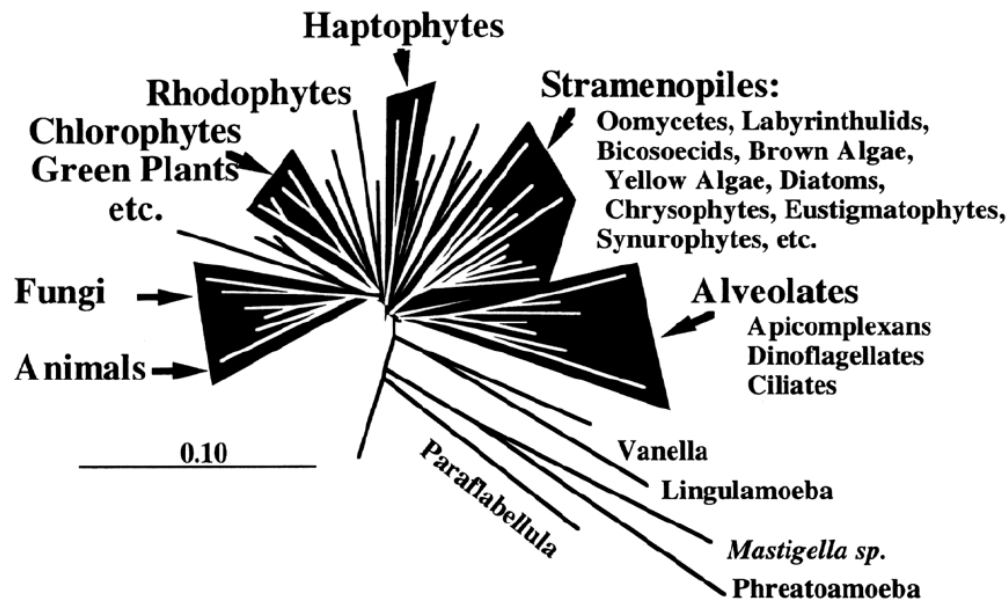 Haptophytes
Rhodophytes
Chlorophytes
Green Plants
etc.
Stramenopiles:
Oomycetes, Labyrinthulids,
Bicosoecids, Brown Algae,
Yellow Algae, Diatoms,
Chrysophytes, Eustigmatophytes,
Synurophytes, etc.
Fungi
Animals
Alveolates
Apicomplexans
Dinoflagellates
Ciliates
0.10
Paraflabellula
Vanella
Lingulamoeba
Mastigella sp.
Phreatoamoeba